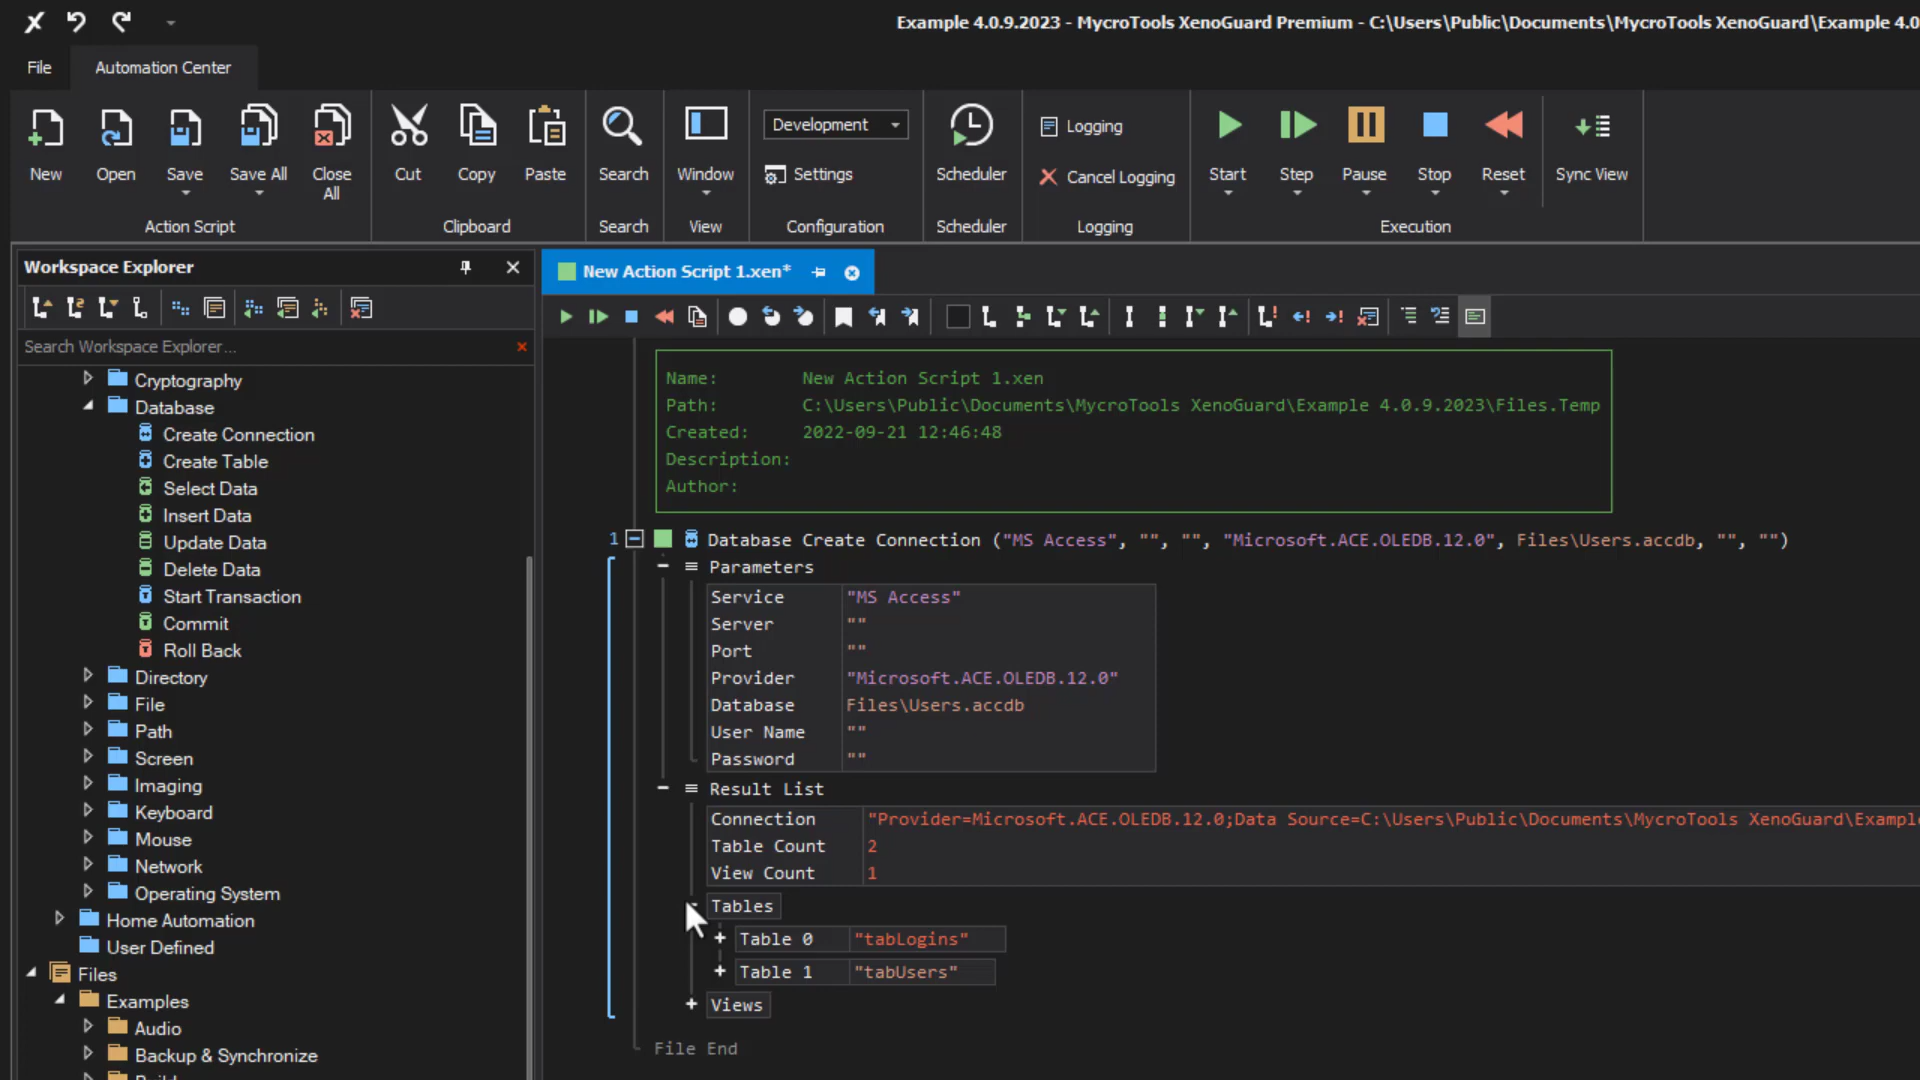 Example 4.0.9.2023 - MycroTools XenoGuard Premium - C:\Users\Public\Documents\MycroTools XenoGuard\Example 4.0
File
Automation Center
New
Open
Save
Save All
Close All
Cut
Copy
Paste
Search
Window
Development
Settings
Scheduler
Logging
Cancel Logging
Start
Step
Pause
Stop
Reset
Sync View
Action Script
Clipboard
Search
View
Configuration
Scheduler
Logging
Execution
Workspace Explorer
Search Workspace Explorer...
Cryptography
Database
Create Connection
Create Table
Select Data
Insert Data
Update Data
Delete Data
Start Transaction
Commit
Roll Back
Directory
File
Path
Screen
Imaging
Keyboard
Mouse
Network
Operating System
Home Automation
User Defined
Files
Examples
Audio
Backup & Synchronize
New Action Script 1.xen*
Name: New Action Script 1.xen
Path: C:\Users\Public\Documents\MycroTools XenoGuard\Example 4.0.9.2023\Files.Temp
Created: 2022-09-21 12:46:48
Description:
Author:
1 Database Create Connection ("MS Access", "", "", "Microsoft.ACE.OLEDB.12.0", Files\Users.accdb, "", "")
Parameters
Service "MS Access"
Server ""
Port ""
Provider "Microsoft.ACE.OLEDB.12.0"
Database Files\Users.accdb
User Name ""
Password ""
Result List
Connection "Provider=Microsoft.ACE.OLEDB.12.0;Data Source=C:\Users\Public\Documents\MycroTools XenoGuard\Example
Table Count 2
View Count 1
Tables
Table 0 "tabLogins"
Table 1 "tabUsers"
Views
File End